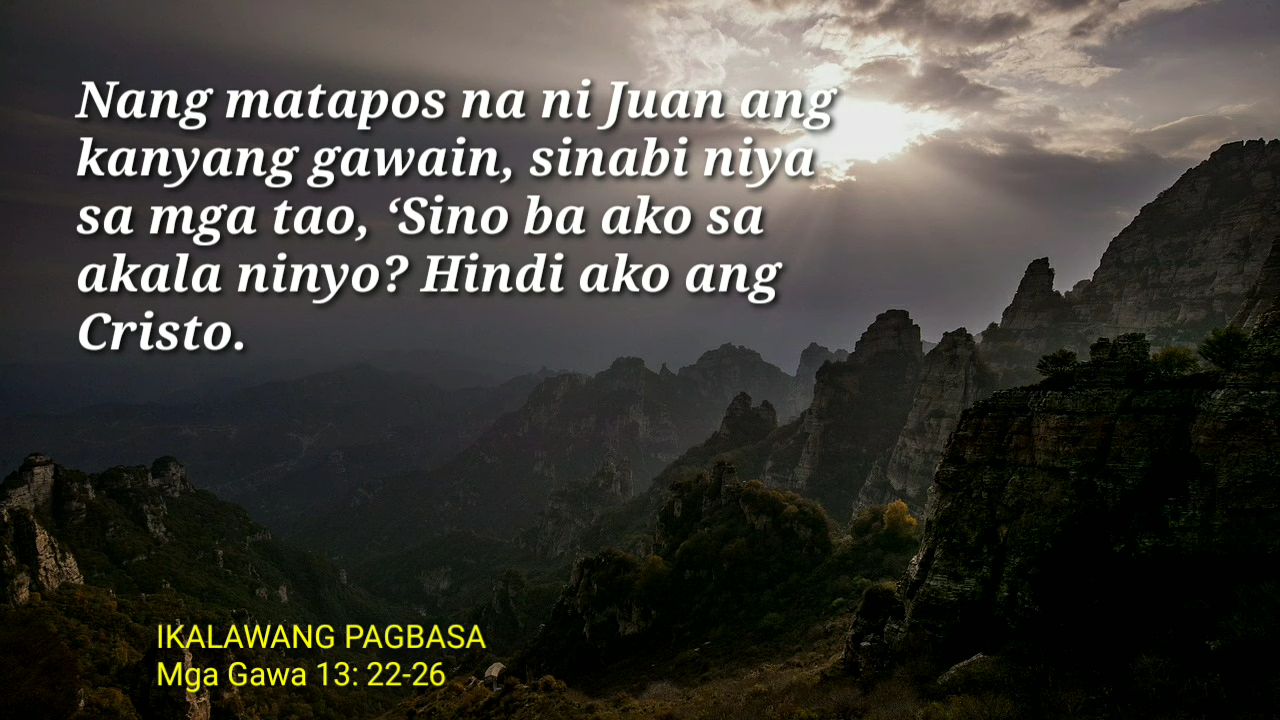 Nang matapos na ni Juan ang
kanyang gawain, sinabi niya
sa mga tao, ‘Sino ba ako sa
akala ninyo? Hindi ako ang
Cristo.
IKALAWANG PAGBASA
Mga Gawa 13: 22-26